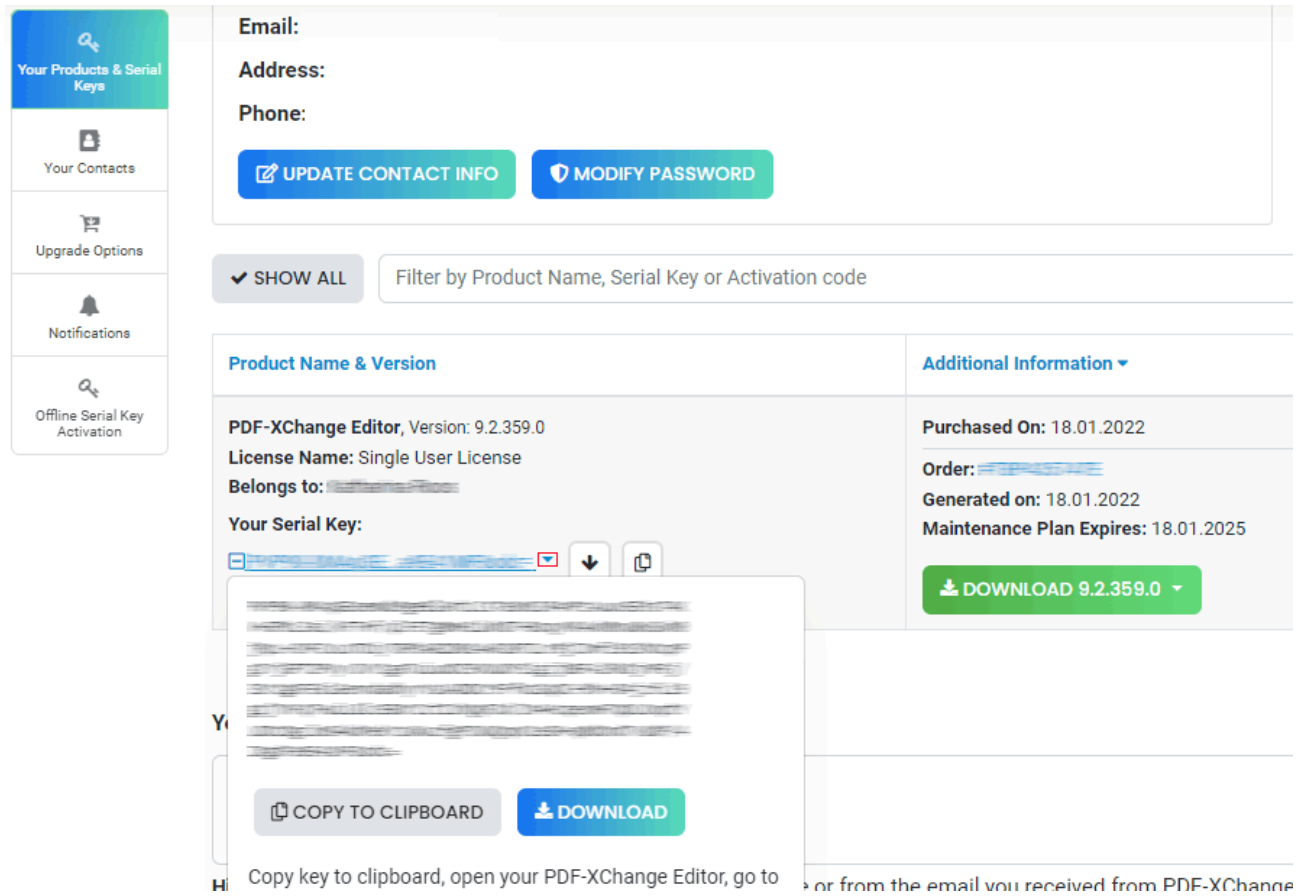 Your Products & Serial
Keys
Your Contacts
Upgrade Options
Notifications
Offline Serial Key
Activation
Email:
Address:
Phone:
UPDATE CONTACT INFO
MODIFY PASSWORD
SHOW ALL
Filter by Product Name, Serial Key or Activation code
Product Name & Version
Additional Information
PDF-XChange Editor, Version: 9.2.359.0
License Name: Single User License
Belongs to:
Your Serial Key:
Purchased On: 18.01.2022
Order:
Generated on: 18.01.2022
Maintenance Plan Expires: 18.01.2025
DOWNLOAD 9.2.359.0
COPY TO CLIPBOARD
DOWNLOAD
Copy key to clipboard, open your PDF-XChange Editor, go to
or from the email you received from PDF-XChange